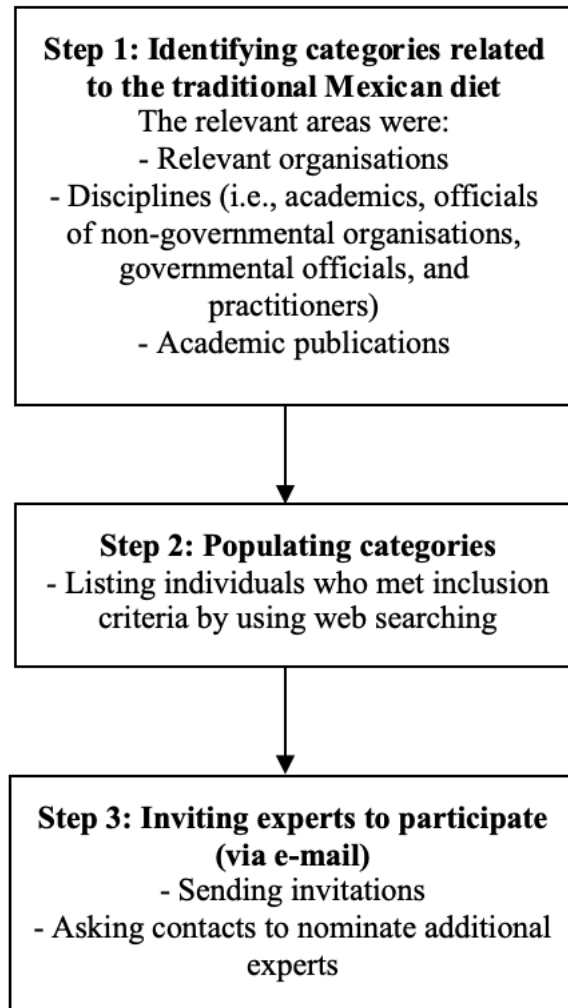 Step 1: Identifying categories related
to the traditional Mexican diet
The relevant areas were:
- Relevant organisations
- Disciplines (i.e., academics, officials
of non-governmental organisations,
governmental officials, and
practitioners)
- Academic publications
Step 2: Populating categories
- Listing individuals who met inclusion
criteria by using web searching
Step 3: Inviting experts to participate
(via e-mail)
- Sending invitations
- Asking contacts to nominate additional
experts